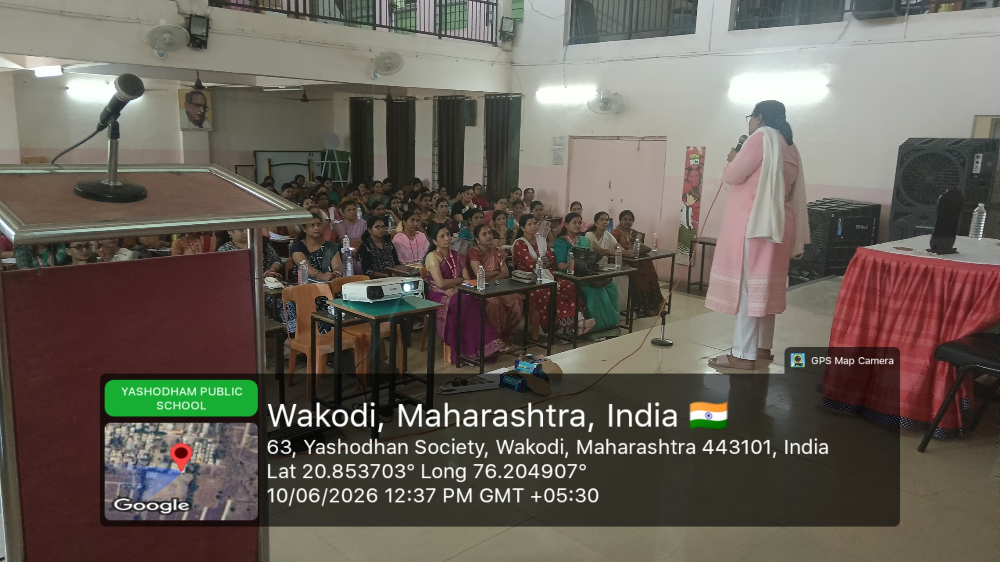 EPSON
GPS Map Camera
YASHODHAM PUBLIC
SCHOOL
Wakodi, Maharashtra, India
63, Yashodhan Society, Wakodi, Maharashtra 443101, India
Lat 20.853703° Long 76.204907°
10/06/2026 12:37 PM GMT +05:30
Google